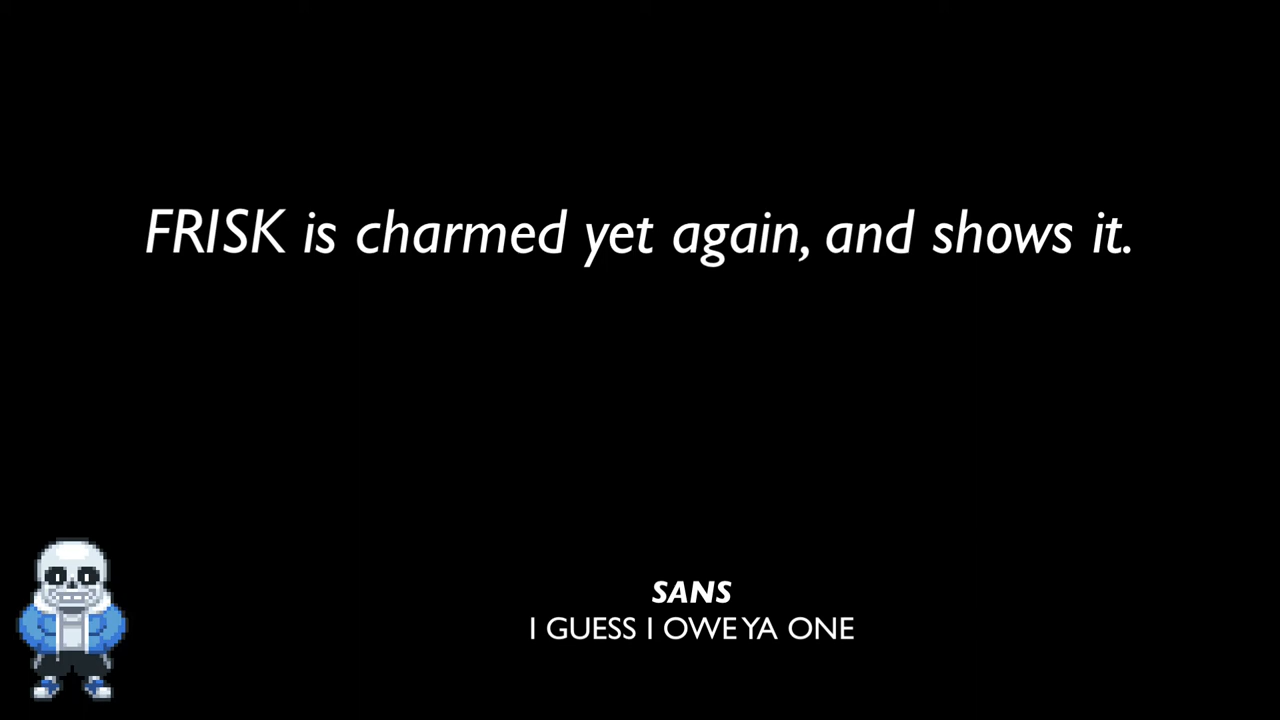 FRISK is charmed yet again, and shows it.
SANS
I GUESS I OWE YA ONE